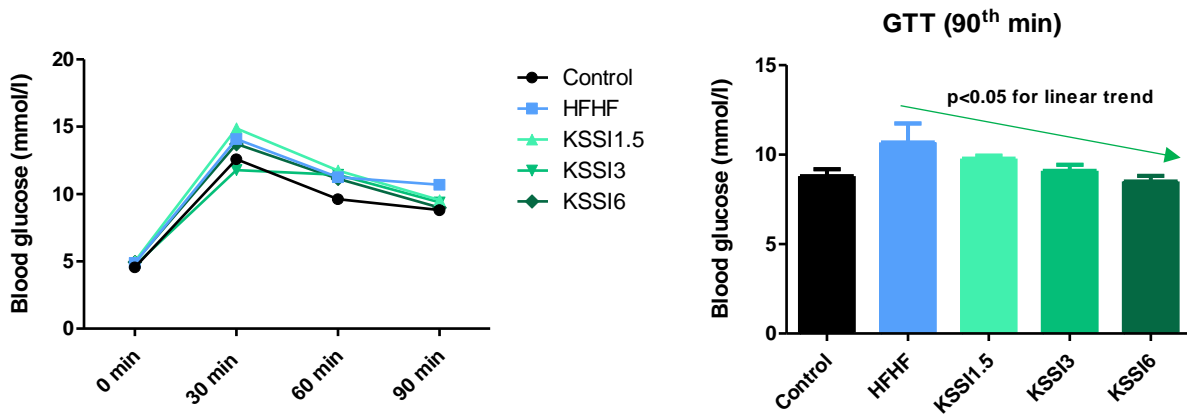 Blood glucose (mmol/l)
20
15
10
5
0
0 min
30 min
60 min
90 min
Control
HFHF
KSSI1.5
KSSI3
KSSI6
GTT (90th min)
Blood glucose (mmol/l)
15
10
5
0
p<0.05 for linear trend
Control
HFHF
KSSI1.5
KSSI3
KSSI6